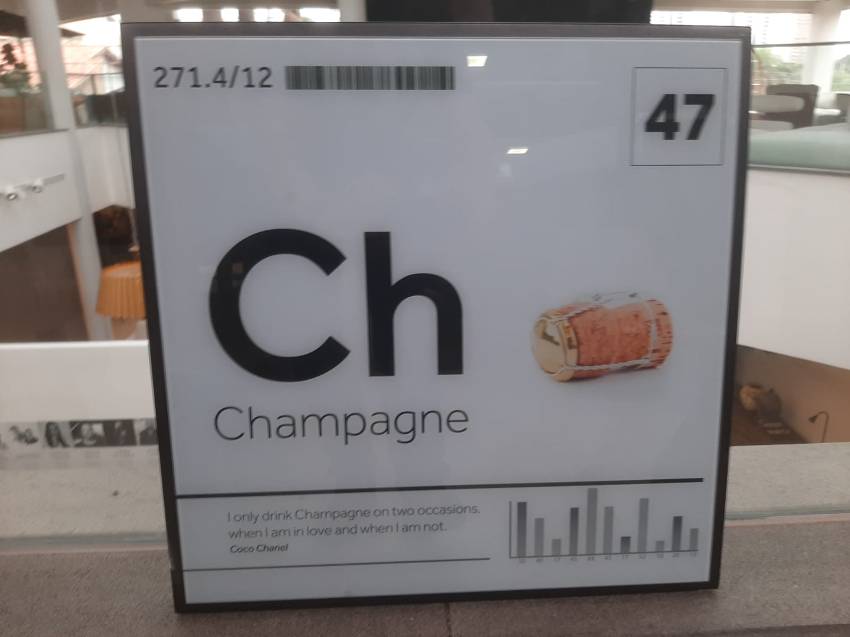 271.4/12
47
Ch
Champagne
I only drink Champagne on two occasions,
when I am in love and when I am not.
Coco Chanel